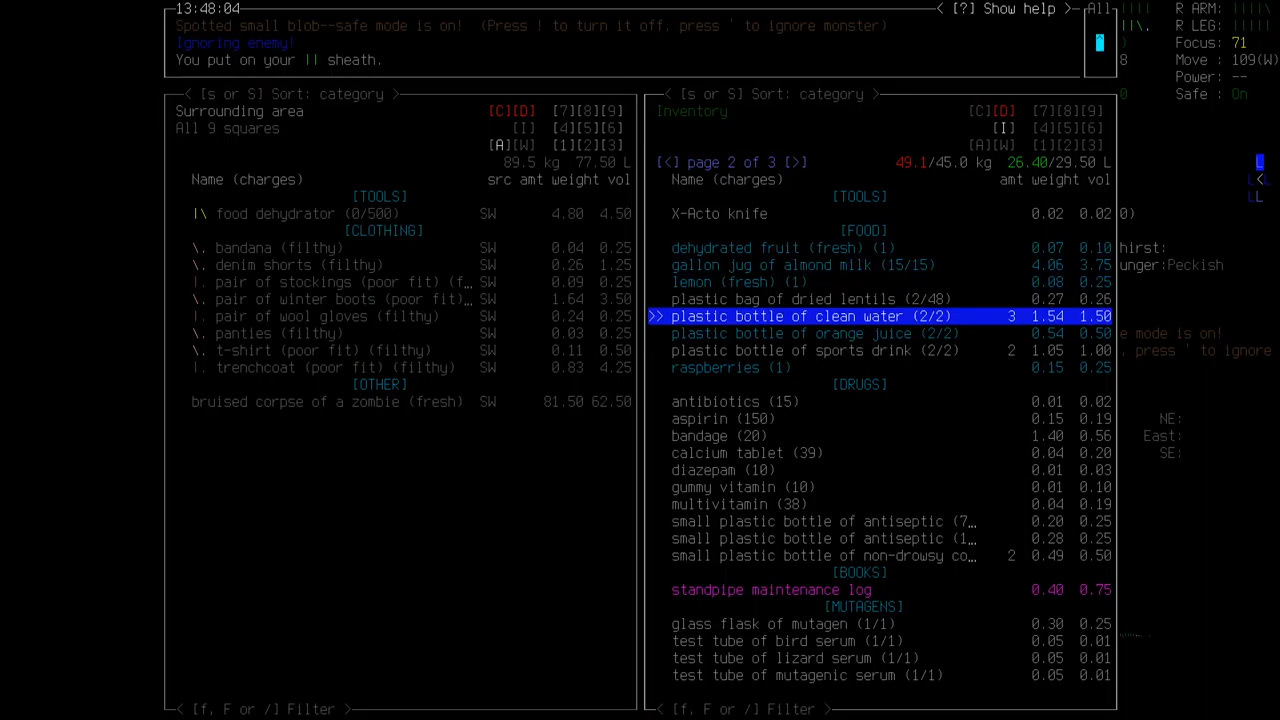 13:48:04 < [?] Show help > All R ARM:
Spotted small blob--safe mode is on! (Press ! to turn it off, press ' to ignore monster) R LEG:
Ignoring enemy! Focus: 71
You put on your || sheath. 8 Move : 109(W)
Power: --
< [s or S] Sort: category > < [s or S] Sort: category > 0 Safe : On
Surrounding area [C][D] [7][8][9] Inventory [C][D] [7][8][9]
All 9 squares [I] [4][5][6] [I] [4][5][6]
[A][W] [1][2][3] [A][W] [1][2][3]
89.5 kg 77.50 L [<] page 2 of 3 [>] 49.1/45.0 kg 26.40/29.50 L
Name (charges) src amt weight vol Name (charges) amt weight vol
[TOOLS] [TOOLS]
|\ food dehydrator (0/500) SW 4.80 4.50 X-Acto knife 0.02 0.02 0)
[CLOTHING] [FOOD]
\. bandana (filthy) SW 0.04 0.25 dehydrated fruit (fresh) (1) 0.07 0.10 hirst:
\. denim shorts (filthy) SW 0.26 1.25 gallon jug of almond milk (15/15) 4.06 3.75 unger:Peckish
|. pair of stockings (poor fit) (f… SW 0.09 0.25 lemon (fresh) (1) 0.08 0.25
\. pair of winter boots (poor fit)… SW 1.64 3.50 plastic bag of dried lentils (2/48) 0.27 0.26
|. pair of wool gloves (filthy) SW 0.24 0.25 >> plastic bottle of clean water (2/2) 3 1.54 1.50
\. panties (filthy) SW 0.03 0.25 plastic bottle of orange juice (2/2) 0.54 0.50 e mode is on!
\. t-shirt (poor fit) (filthy) SW 0.11 0.50 plastic bottle of sports drink (2/2) 2 1.05 1.00 , press ' to ignore
|. trenchcoat (poor fit) (filthy) SW 0.83 4.25 raspberries (1) 0.15 0.25
[OTHER] [DRUGS]
bruised corpse of a zombie (fresh) SW 81.50 62.50 antibiotics (15) 0.01 0.02
aspirin (150) 0.15 0.19 NE:
bandage (20) 1.40 0.56 East:
calcium tablet (39) 0.04 0.20 SE:
diazepam (10) 0.01 0.03
gummy vitamin (10) 0.01 0.10
multivitamin (38) 0.04 0.19
small plastic bottle of antiseptic (7… 0.20 0.25
small plastic bottle of antiseptic (1… 0.28 0.25
small plastic bottle of non-drowsy co… 2 0.49 0.50
[BOOKS]
standpipe maintenance log 0.40 0.75
[MUTAGENS]
glass flask of mutagen (1/1) 0.30 0.25
test tube of bird serum (1/1) 0.05 0.01
test tube of lizard serum (1/1) 0.05 0.01
test tube of mutagenic serum (1/1) 0.05 0.01
< [f, F or /] Filter > < [f, F or /] Filter >